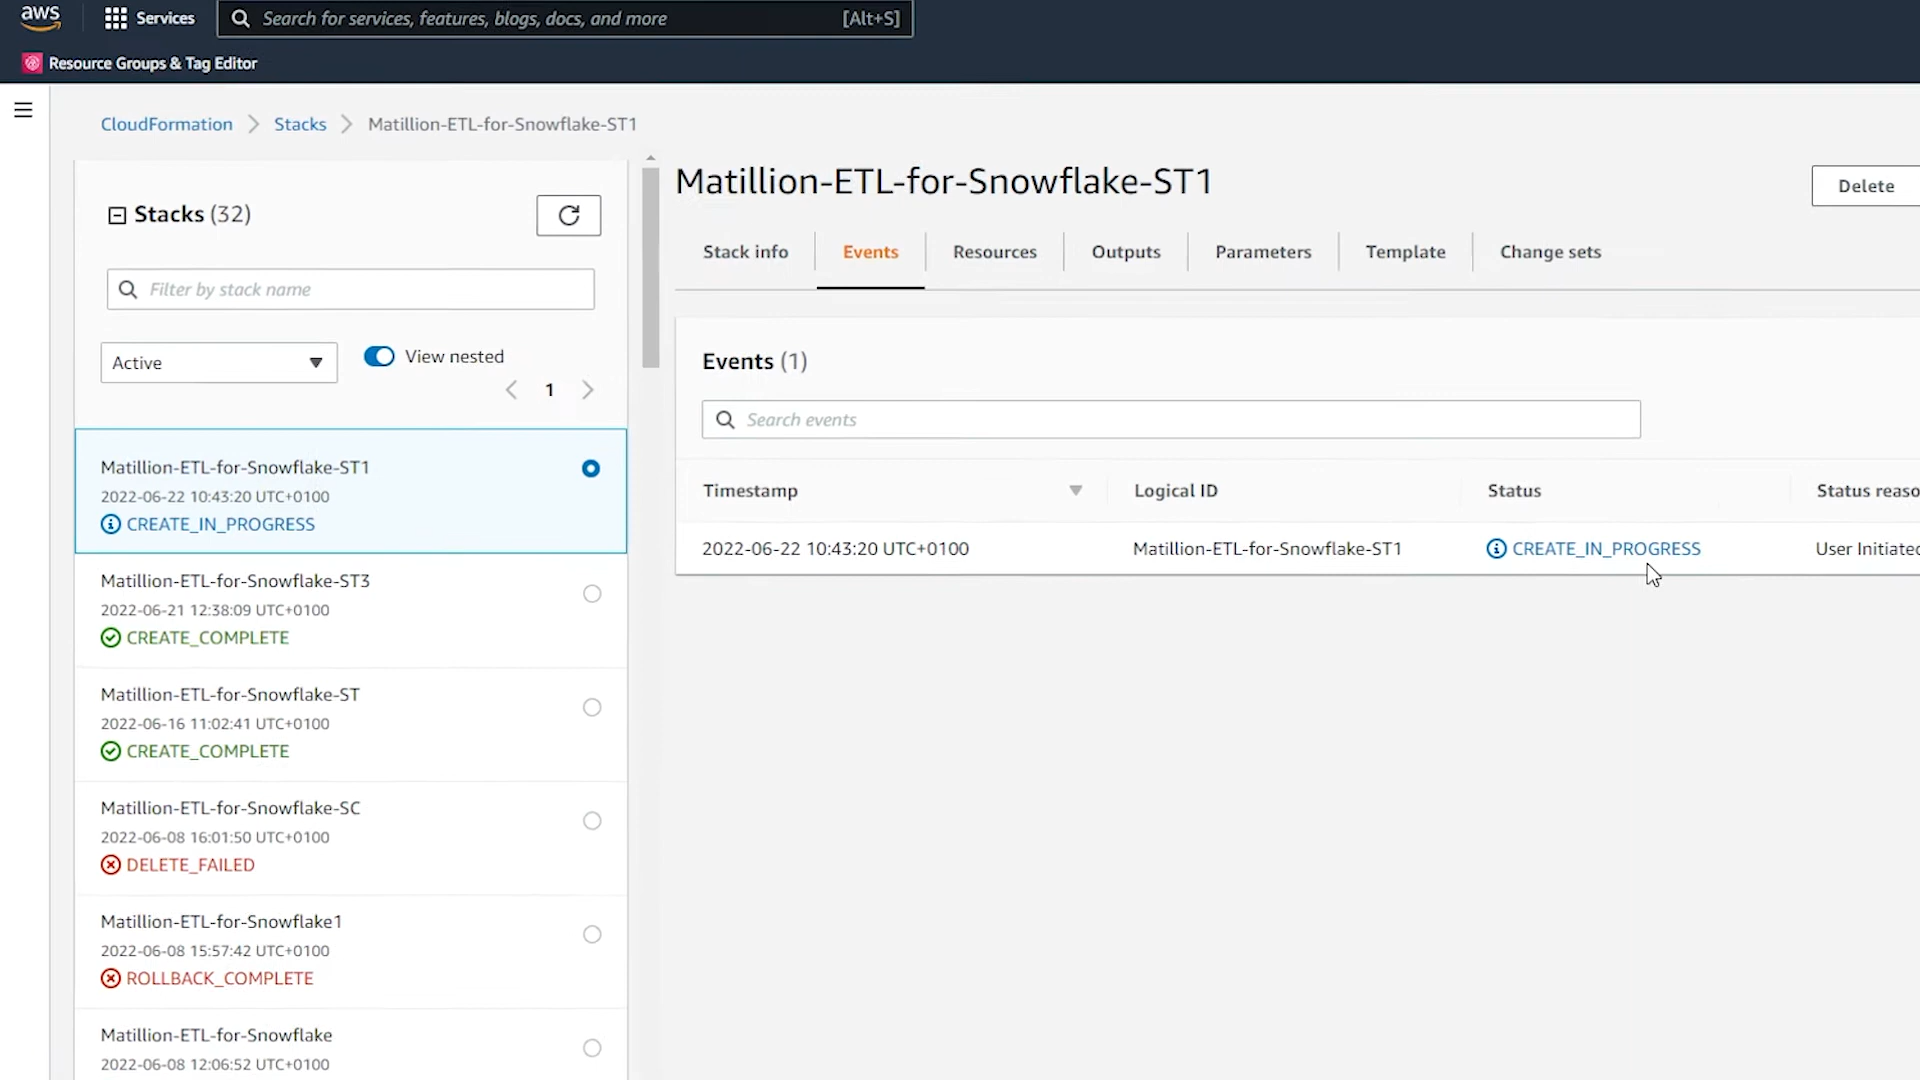 aws
Services
Search for services, features, blogs, docs, and more
[Alt+S]
Resource Groups & Tag Editor
CloudFormation
Stacks
Matillion-ETL-for-Snowflake-ST1
Stacks (32)
Filter by stack name
Active
View nested
1
Matillion-ETL-for-Snowflake-ST1
2022-06-22 10:43:20 UTC+0100
CREATE_IN_PROGRESS
Matillion-ETL-for-Snowflake-ST3
2022-06-21 12:38:09 UTC+0100
CREATE_COMPLETE
Matillion-ETL-for-Snowflake-ST
2022-06-16 11:02:41 UTC+0100
CREATE_COMPLETE
Matillion-ETL-for-Snowflake-SC
2022-06-08 16:01:50 UTC+0100
DELETE_FAILED
Matillion-ETL-for-Snowflake1
2022-06-08 15:57:42 UTC+0100
ROLLBACK_COMPLETE
Matillion-ETL-for-Snowflake
2022-06-08 12:06:52 UTC+0100
Matillion-ETL-for-Snowflake-ST1
Delete
Stack info
Events
Resources
Outputs
Parameters
Template
Change sets
Events (1)
Search events
Timestamp
Logical ID
Status
Status reaso
2022-06-22 10:43:20 UTC+0100
Matillion-ETL-for-Snowflake-ST1
CREATE_IN_PROGRESS
User Initiated